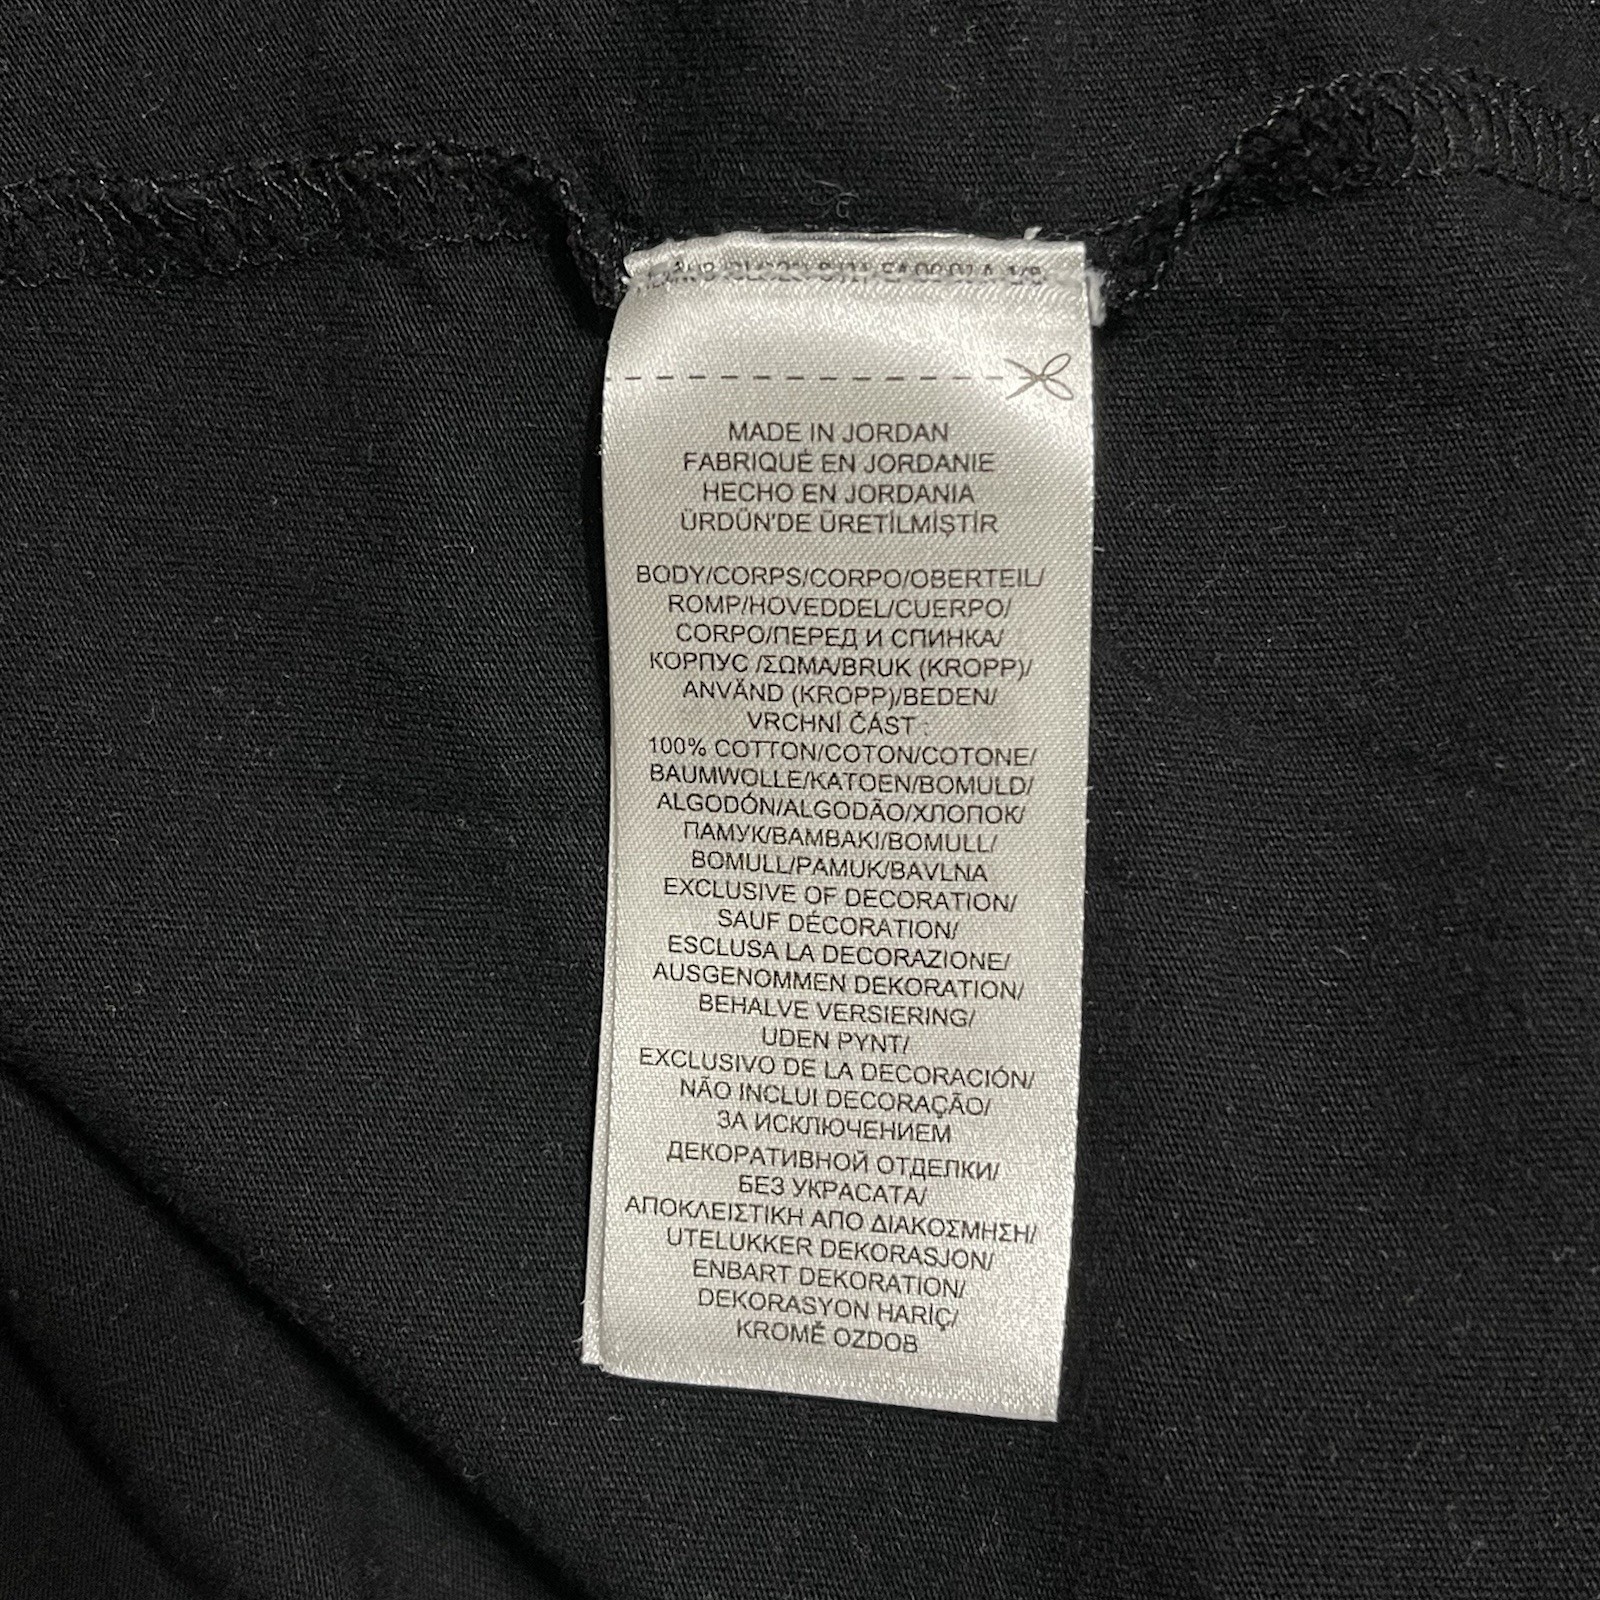 MADE IN JORDAN
FABRIQUÉ EN JORDANIE
HECHO EN JORDANIA
ÜRDÜN'DE ÜRETİLMİŞTİR
BODY/CORPS/CORPO/OBERTEIL/
ROMP/HOVEDDEL/CUERPO/
CORPO/ПЕРЕД И СПИНКА/
КОРПУС /ΣΩΜΑ/BRUK (KROPP)/
ANVÄND (KROPP)/BEDEN/
VRCHNÍ ČÁST :
100% COTTON/COTON/COTONE/
BAUMWOLLE/KATOEN/BOMULD/
ALGODÓN/ALGODÃO/ХЛОПОК/
ПАМУК/ΒΑΜΒΑΚΙ/BOMULL/
BOMULL/PAMUK/BAVLNA
EXCLUSIVE OF DECORATION/
SAUF DÉCORATION/
ESCLUSA LA DECORAZIONE/
AUSGENOMMEN DEKORATION/
BEHALVE VERSIERING/
UDEN PYNT/
EXCLUSIVO DE LA DECORACIÓN/
NÃO INCLUI DECORAÇÃO/
ЗА ИСКЛЮЧЕНИЕМ
ДЕКОРАТИВНОЙ ОТДЕЛКИ/
БЕЗ УКРАСАТА/
ΑΠΟΚΛΕΙΣΤΙΚΗ ΑΠΟ ΔΙΑΚΟΣΜΗΣΗ/
UTELUKKER DEKORASJON/
ENBART DEKORATION/
DEKORASYON HARİÇ/
KROMĚ OZDOB